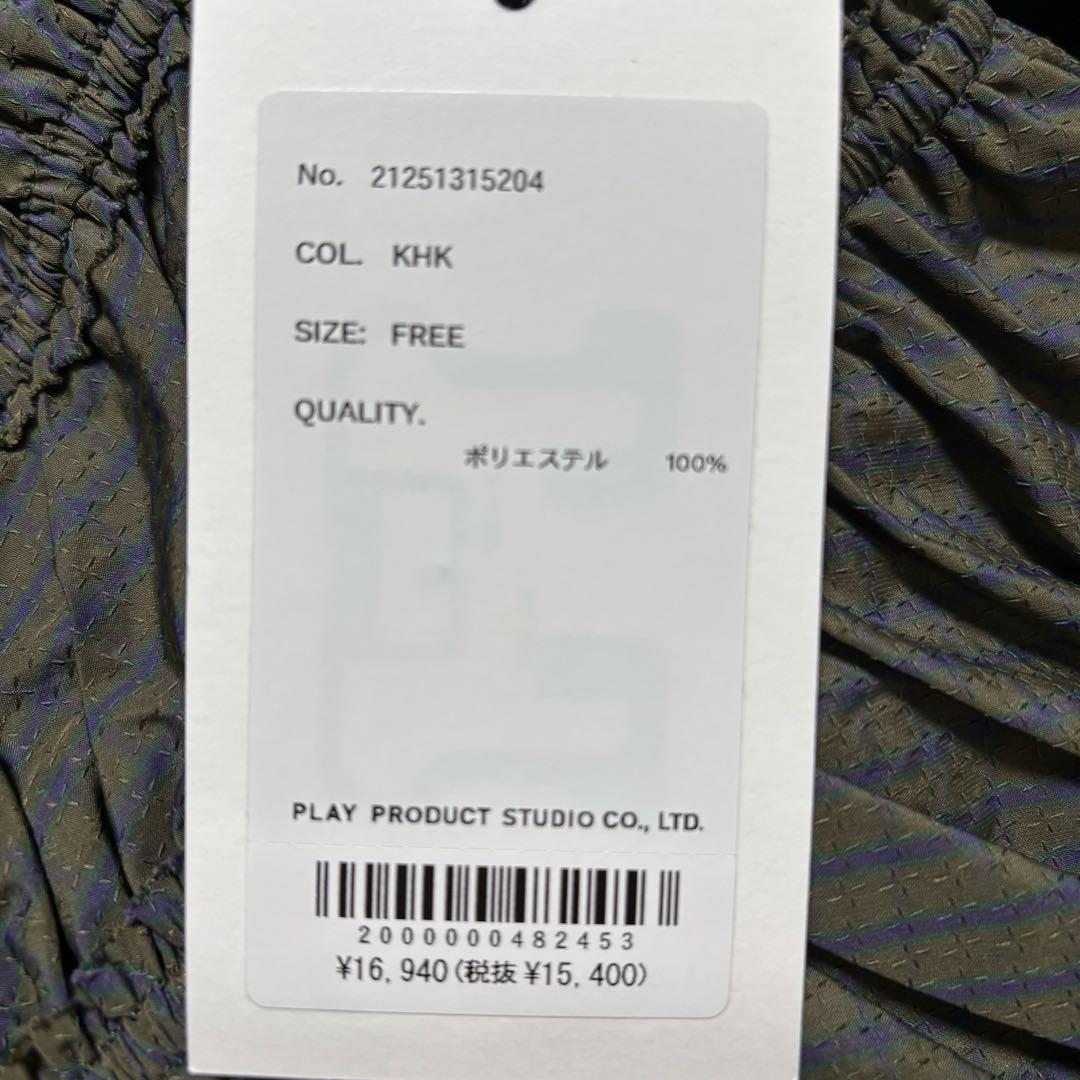 No. 21251315204
COL. KHK
SIZE: FREE
QUALITY.
ポリエステル 100%
PLAY PRODUCT STUDIO CO., LTD.
2000000482453
¥16,940(税抜¥15,400)